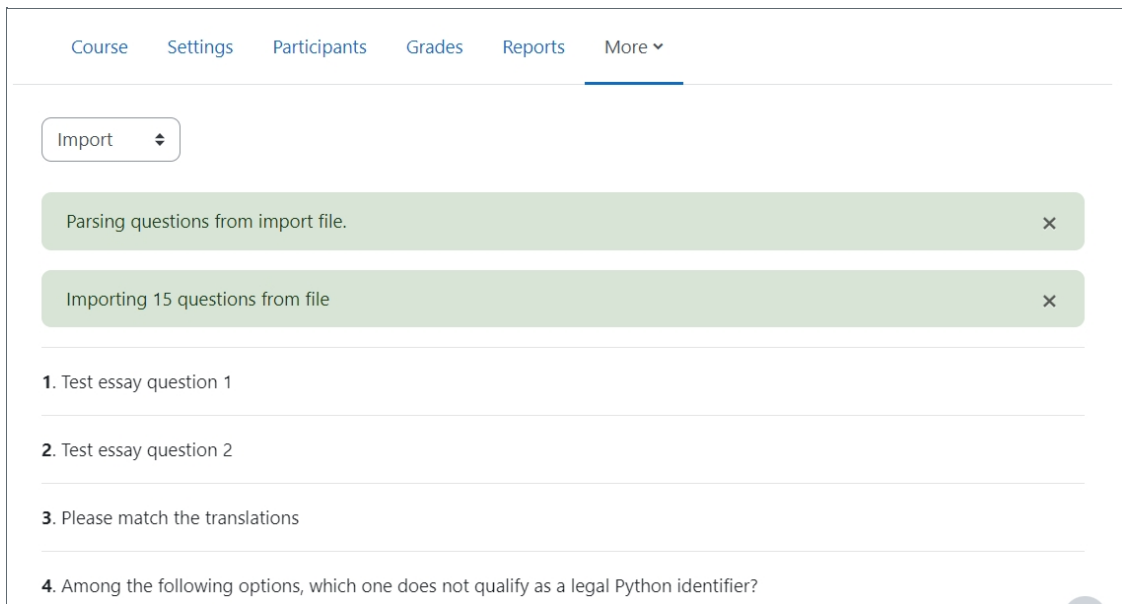 Course Settings Participants Grades Reports More
Import
Parsing questions from import file.
Importing 15 questions from file
1. Test essay question 1
2. Test essay question 2
3. Please match the translations
4. Among the following options, which one does not qualify as a legal Python identifier?